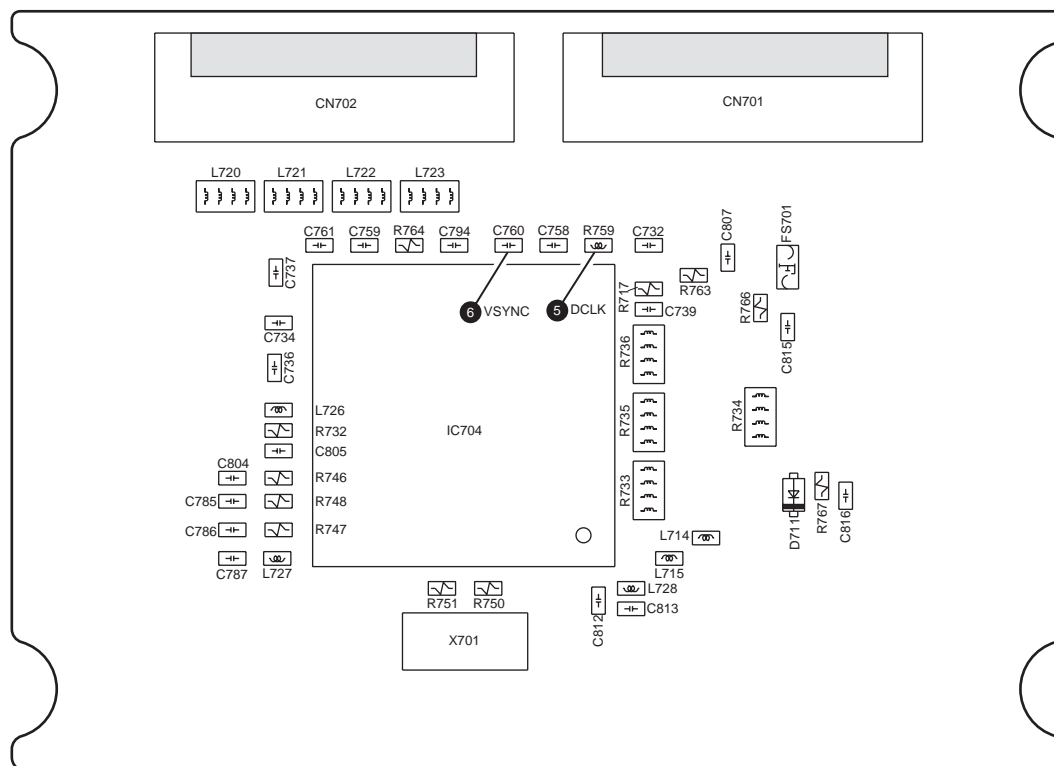 CN702
CN701
L720
L721
L722
L723
C761
C759
R764
C794
C760
C758
R759
C732
C807
FS701
C737
R717
R763
6 VSYNC
5 DCLK
C739
R766
C734
C815
C736
R736
L726
R732
IC704
R735
R734
C805
C804
R746
C785
R748
R733
D711
R767
C816
C786
R747
L714
C787
L727
L715
R751
R750
L728
C812
C813
X701